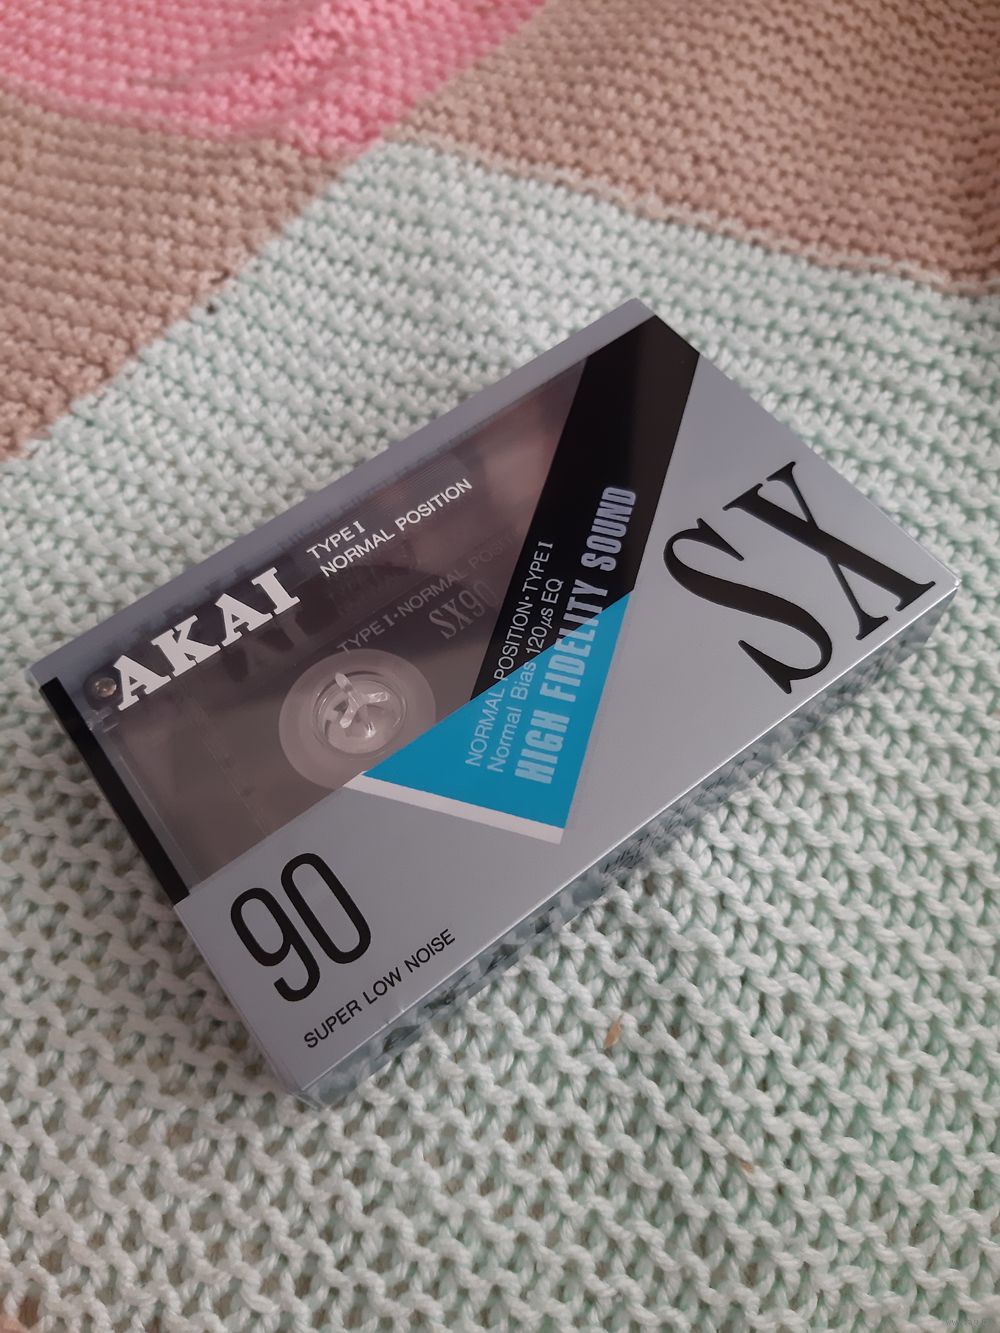 AKAI
TYPE I
NORMAL POSITION
TYPE I・NORMAL POSIT
SX90
NORMAL POSITION・TYPE I
Normal Bias 120μs EQ
HIGH FIDELITY SOUND
SX
90
SUPER LOW NOISE